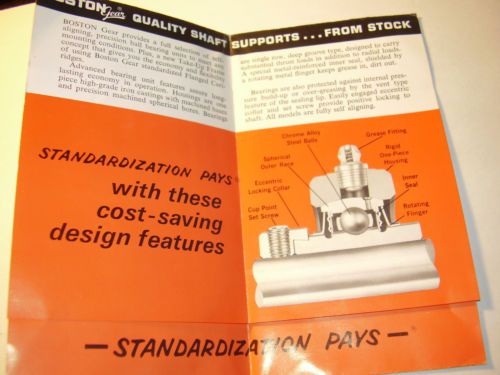 BOSTON Gear QUALITY SHAFT SUPPORTS...FROM STOCK
BOSTON Gear provides a full selection of self-
aligning, precision ball bearing units to meet all
applications. Plus, a new Take-Up Frame
concept that gives you the economy and flexibility
of using Boston Gear standardized Flanged Cart-
ridges.
Advanced bearing unit features assure long-
lasting economy in operation. Housings are one-
piece high-grade iron castings with machined bases
and precision machined spherical bores. Bearings
are single row, deep groove type, designed to carry
substantial thrust loads in addition to radial loads.
A special metal-reinforced inner seal, shielded by
a rotating metal flinger keeps grease in, dirt out.
Bearings are also protected against internal pres-
sure build-up or over-greasing by the vent type
feature of the sealing lip. Easily engaged eccentric
collar and set screw provide positive locking to
shaft. All models are fully self aligning.
STANDARDIZATION PAYS
with these
cost-saving
design features
Chrome Alloy
Steel Balls
Grease Fitting
Spherical
Outer Race
Rigid
One-Piece
Housing
Eccentric
Locking Collar
Inner
Seal
Cup Point
Set Screw
Rotating
Flinger
— STANDARDIZATION PAYS —